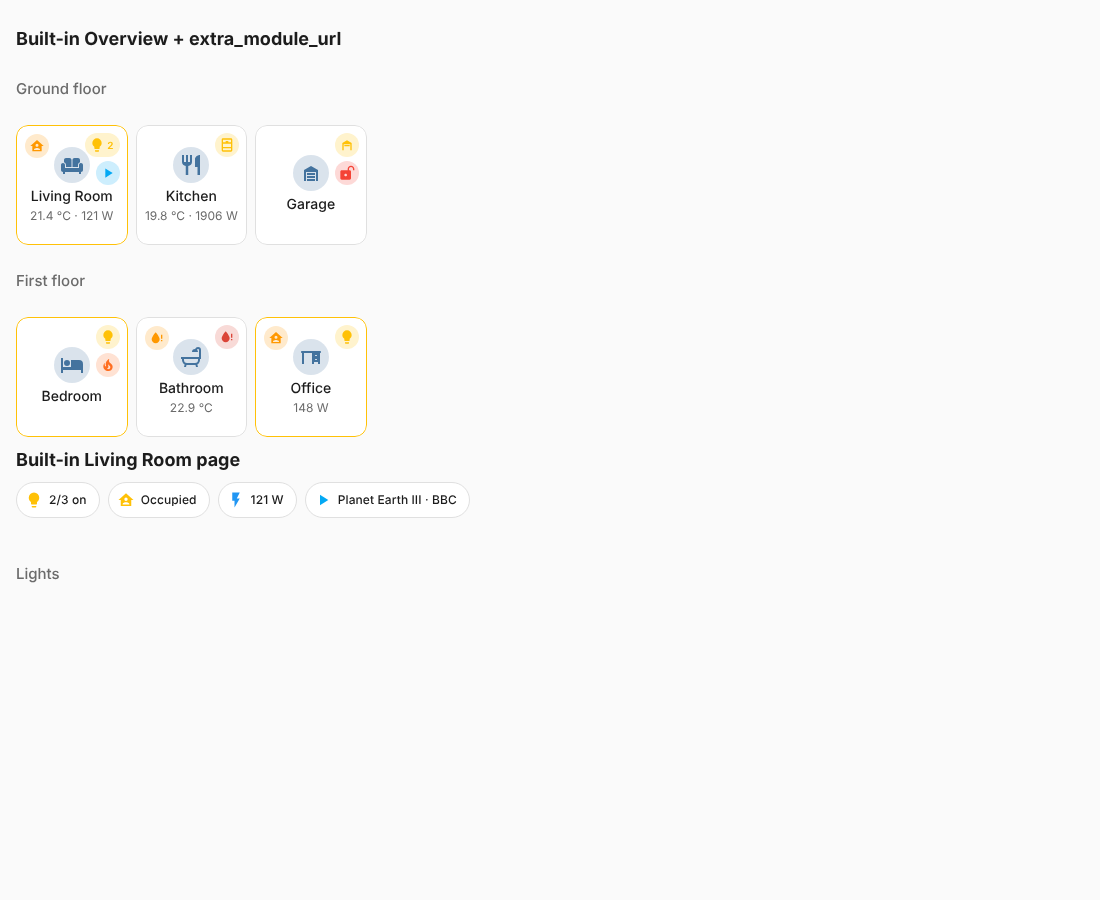 Built-in Overview + extra_module_url
Ground floor
2
Living Room
21.4 °C · 121 W
Kitchen
19.8 °C · 1906 W
Garage
First floor
Bedroom
Bathroom
22.9 °C
Office
148 W
Built-in Living Room page
2/3 on
Occupied
121 W
Planet Earth III · BBC
Lights